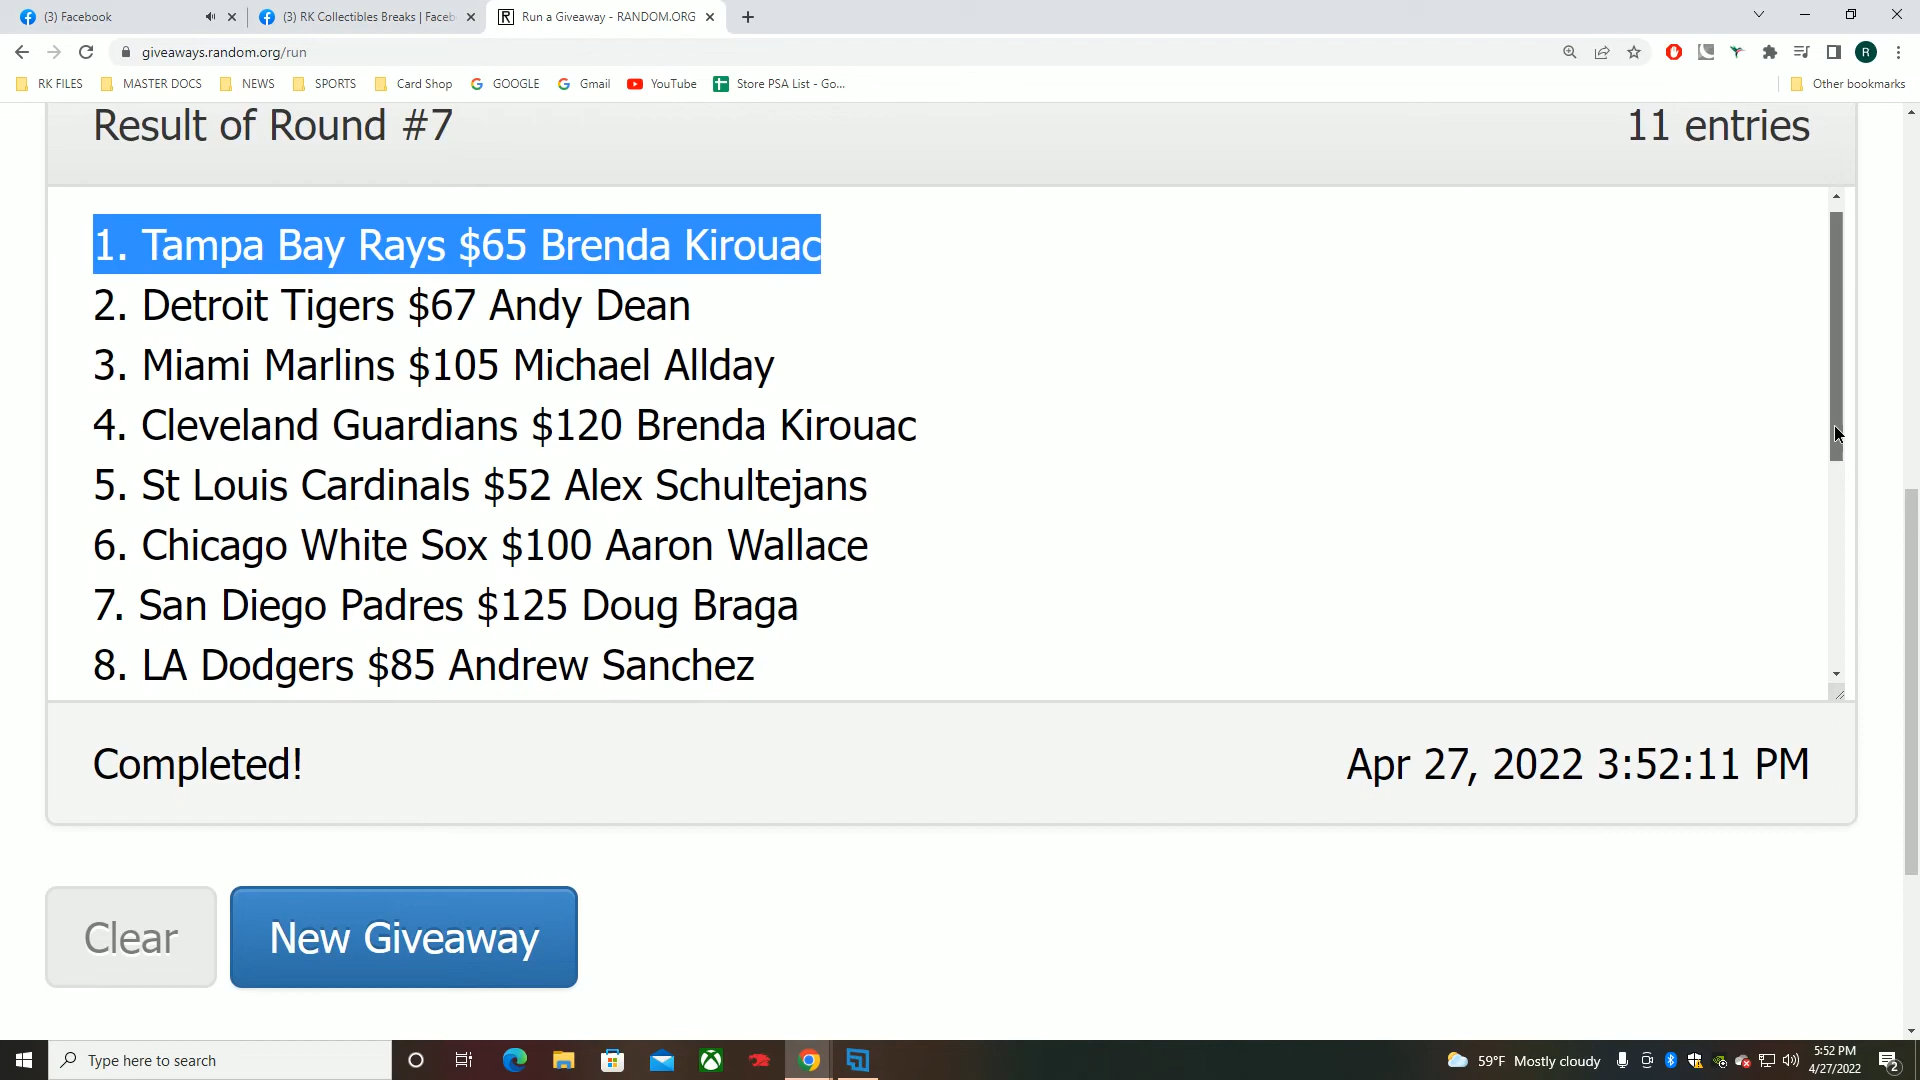 (3) Facebook
(3) RK Collectibles Breaks | Faceb
Run a Giveaway - RANDOM.ORG
giveaways.random.org/run
R
RK FILES
MASTER DOCS
NEWS
SPORTS
Card Shop
GOOGLE
Gmail
YouTube
Store PSA List - Go...
Other bookmarks
Result of Round #7
11 entries
1. Tampa Bay Rays $65 Brenda Kirouac
2. Detroit Tigers $67 Andy Dean
3. Miami Marlins $105 Michael Allday
4. Cleveland Guardians $120 Brenda Kirouac
5. St Louis Cardinals $52 Alex Schultejans
6. Chicago White Sox $100 Aaron Wallace
7. San Diego Padres $125 Doug Braga
8. LA Dodgers $85 Andrew Sanchez
Completed!
Apr 27, 2022 3:52:11 PM
Clear
New Giveaway
Type here to search
59°F Mostly cloudy
5:52 PM
4/27/2022
2